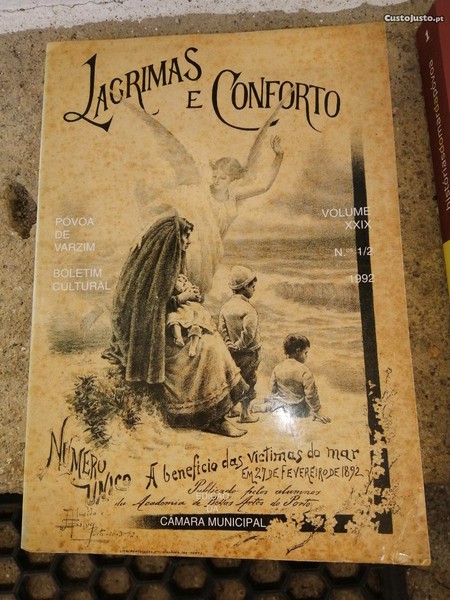 CustoJusto.pt
LAGRIMAS
E CONFORTO
PÓVOA
DE
VARZIM
BOLETIM
CULTURAL
VOLUME
XXIX
N.os 1/2
1992
NUMERO
UNICO
A beneficio das victimas do mar
EM 27 DE FEVEREIRO DE 1892
Publicado pelos alumnos
da Academia de Bellas Artes do Porto
CÂMARA MUNICIPAL
1